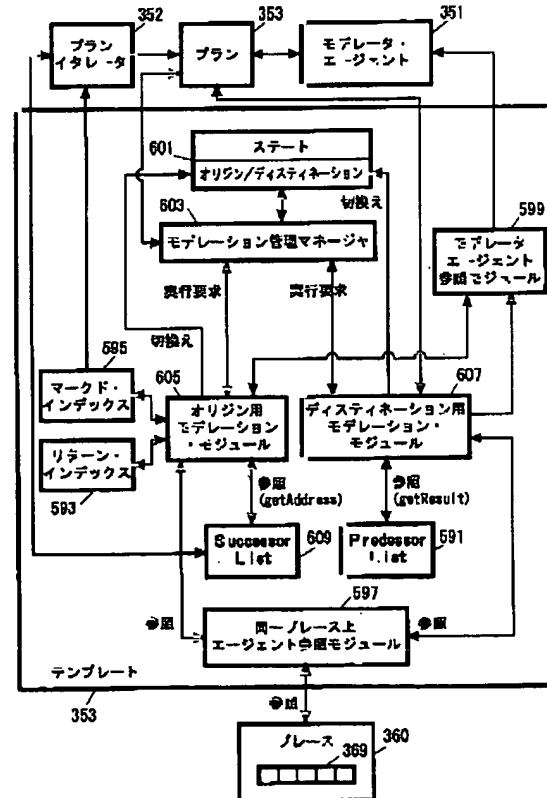 352
353
351
プラン
イタレータ
プラン
モデレータ・
エージェント
601
ステート
オリジン/ディスティネーション
切換え
603
599
モデレーション管理マネージャ
モデレータ
エージェント
参照モジュール
実行要求
実行要求
切換え
595
605
607
マークド・
インデックス
オリジン用
モデレーション
・モジュール
ディスティネーション用
モデレーション・
モジュール
リターン・
インデックス
593
参照
(getAddress)
参照
(getResult)
Successor
List
609
Predessor
List
591
597
参照
同一プレース上
エージェント参照モジュール
参照
テンプレート
353
参照
プレース
360
369